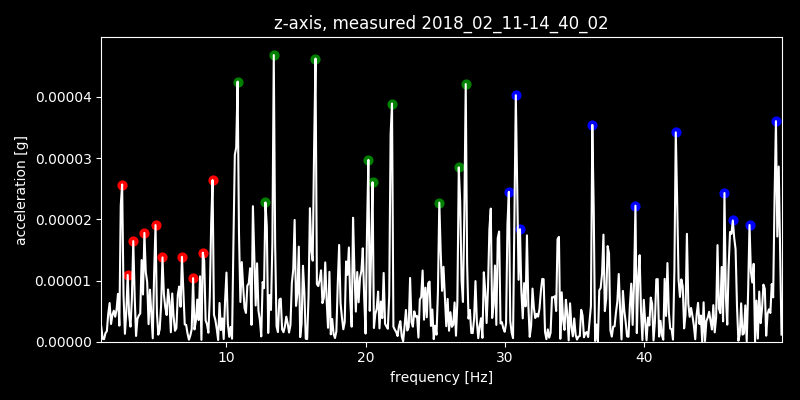 z-axis, measured 2018_02_11-14_40_02
acceleration [g]
0.00004
0.00003
0.00002
0.00001
0.00000
10 20 30 40
frequency [Hz]